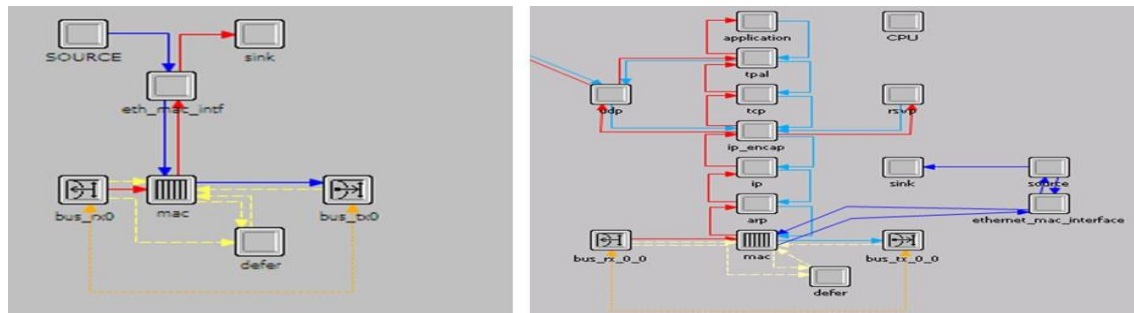 SOURCE
sink
eth_mac_intf
bus_rx0
mac
bus_tx0
defer
application
CPU
tpal
udp
tcp
rsvp
ip_encap
ip
sink
source
arp
ethernet_mac_interface
bus_rx_0_0
mac
bus_tx_0_0
defer